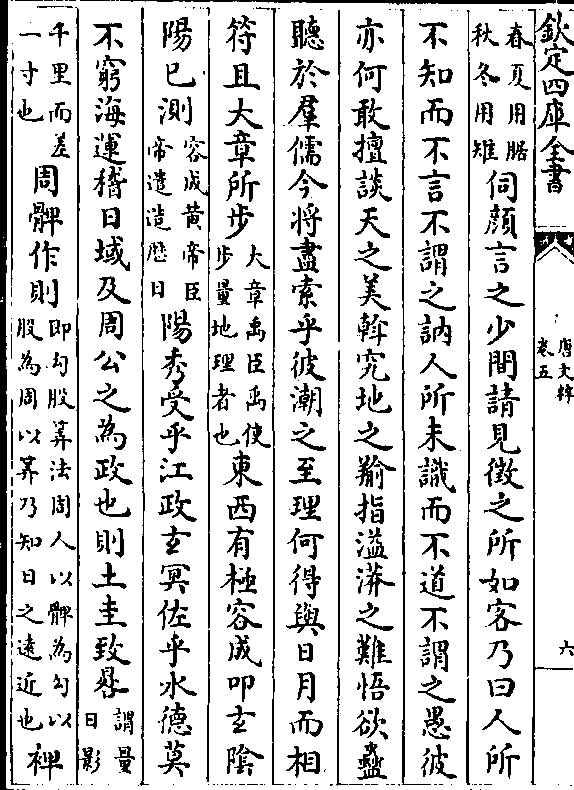 欽定四庫全書
唐文粹
卷五
六
春夏用腒
秋冬用雉
伺顏言之少間請見徵之所如客乃曰人所
不知而不言不謂之訥人所未識而不道不謂之愚彼
亦何敢擅談天之美斡究地之羭指溢漭之難悟欲蠱
聽於羣儒今將盡索乎彼潮之至理何得與日月而相
符且大章所步
大章禹臣禹使
步量地理者也
東西有極容成叩玄陰
陽已測
容成黃帝臣
帝遣造歷日
陽秀受乎江政玄冥佐乎水德莫
不窮海運稽日域及周公之為政也則土圭致晷
謂量
日影
千里而差
一寸也
周髀作則
即勾股筭法周人以髀為勾以
股為周以筭乃知日之遠近也
裨